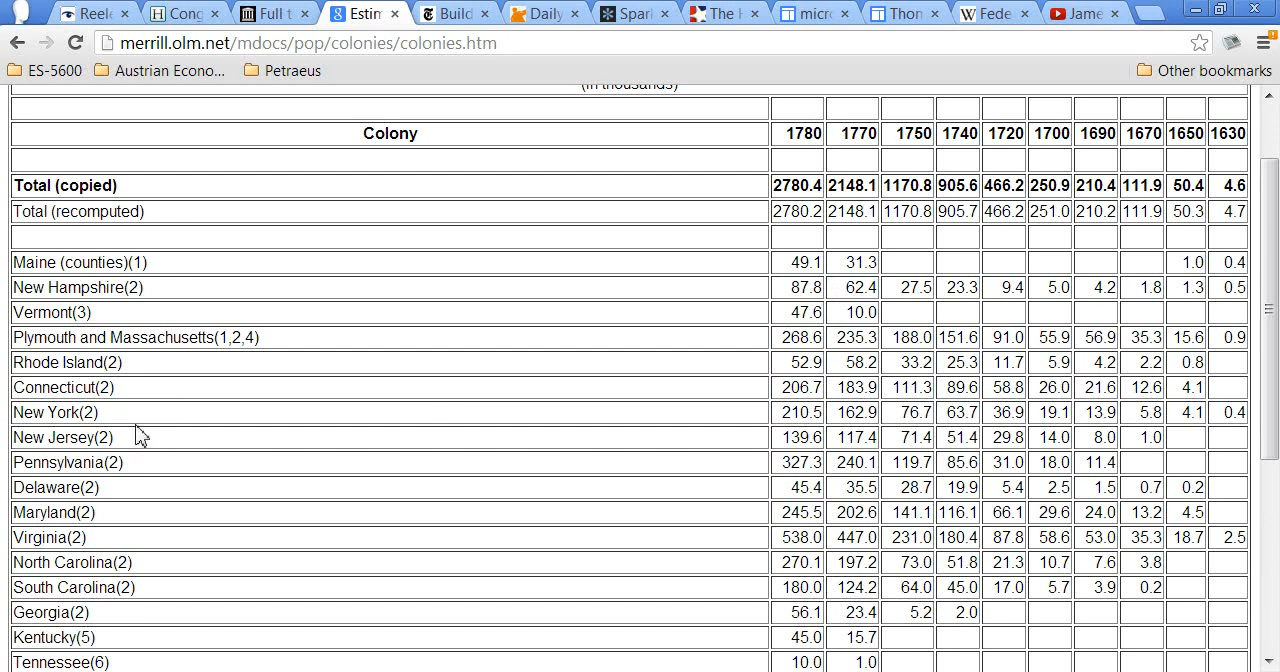 Reel Cong Full t Estin Build Daily Spar The H micr Thon Fede Jame
merrill.olm.net/mdocs/pop/colonies/colonies.htm
ES-5600 Austrian Econo... Petraeus Other bookmarks
(in thousands)
Colony 1780 1770 1750 1740 1720 1700 1690 1670 1650 1630
Total (copied) 2780.4 2148.1 1170.8 905.6 466.2 250.9 210.4 111.9 50.4 4.6
Total (recomputed) 2780.2 2148.1 1170.8 905.7 466.2 251.0 210.2 111.9 50.3 4.7
Maine (counties)(1) 49.1 31.3 1.0 0.4
New Hampshire(2) 87.8 62.4 27.5 23.3 9.4 5.0 4.2 1.8 1.3 0.5
Vermont(3) 47.6 10.0
Plymouth and Massachusetts(1,2,4) 268.6 235.3 188.0 151.6 91.0 55.9 56.9 35.3 15.6 0.9
Rhode Island(2) 52.9 58.2 33.2 25.3 11.7 5.9 4.2 2.2 0.8
Connecticut(2) 206.7 183.9 111.3 89.6 58.8 26.0 21.6 12.6 4.1
New York(2) 210.5 162.9 76.7 63.7 36.9 19.1 13.9 5.8 4.1 0.4
New Jersey(2) 139.6 117.4 71.4 51.4 29.8 14.0 8.0 1.0
Pennsylvania(2) 327.3 240.1 119.7 85.6 31.0 18.0 11.4
Delaware(2) 45.4 35.5 28.7 19.9 5.4 2.5 1.5 0.7 0.2
Maryland(2) 245.5 202.6 141.1 116.1 66.1 29.6 24.0 13.2 4.5
Virginia(2) 538.0 447.0 231.0 180.4 87.8 58.6 53.0 35.3 18.7 2.5
North Carolina(2) 270.1 197.2 73.0 51.8 21.3 10.7 7.6 3.8
South Carolina(2) 180.0 124.2 64.0 45.0 17.0 5.7 3.9 0.2
Georgia(2) 56.1 23.4 5.2 2.0
Kentucky(5) 45.0 15.7
Tennessee(6) 10.0 1.0